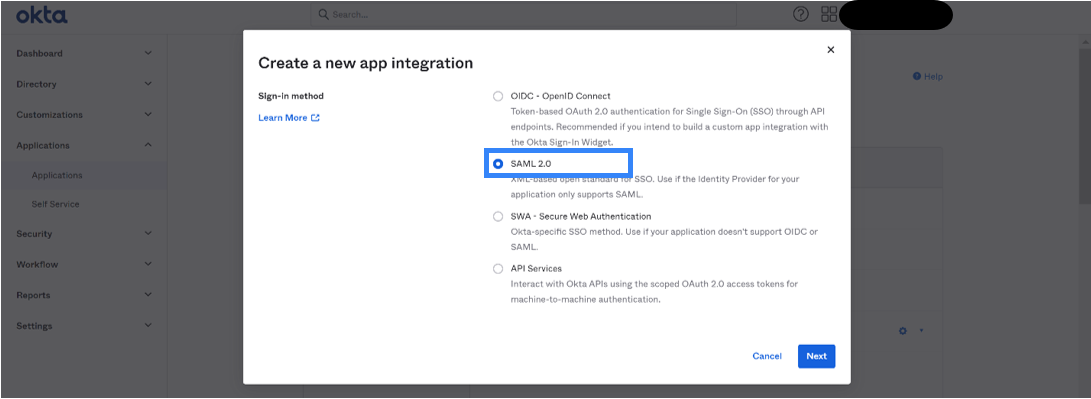 okta
Search...
Dashboard
Directory
Customizations
Applications
Applications
Self Service
Security
Workflow
Reports
Settings
Help
Create a new app integration
Sign-in method
Learn More
OIDC - OpenID Connect
Token-based OAuth 2.0 authentication for Single Sign-On (SSO) through API
endpoints. Recommended if you intend to build a custom app integration with
the Okta Sign-In Widget.
SAML 2.0
XML-based open standard for SSO. Use if the Identity Provider for your
application only supports SAML.
SWA - Secure Web Authentication
Okta-specific SSO method. Use if your application doesn't support OIDC or
SAML.
API Services
Interact with Okta APIs using the scoped OAuth 2.0 access tokens for
machine-to-machine authentication.
Cancel
Next